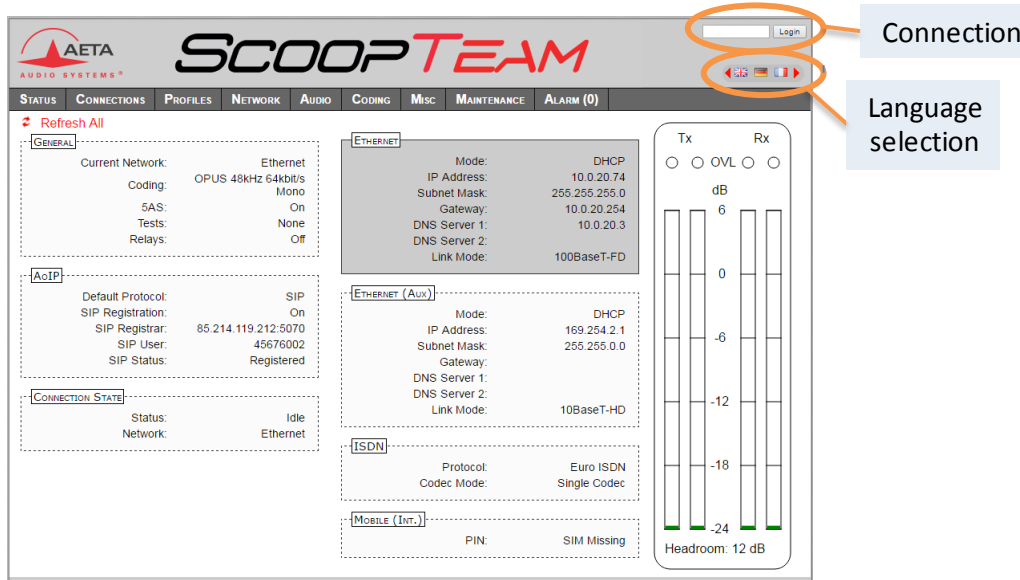 AETA
AUDIO SYSTEMS®
SCOOPTEAM
Login
Connection
Language
selection
STATUS CONNECTIONS PROFILES NETWORK AUDIO CODING MISC MAINTENANCE ALARM (0)
Refresh All
GENERAL
Current Network: Ethernet
Coding: OPUS 48kHz 64kbit/s
Mono
5AS: On
Tests: None
Relays: Off
AoIP
Default Protocol: SIP
SIP Registration: On
SIP Registrar: 85.214.119.212:5070
SIP User: 45676002
SIP Status: Registered
CONNECTION STATE
Status: Idle
Network: Ethernet
ETHERNET
Mode: DHCP
IP Address: 10.0.20.74
Subnet Mask: 255.255.255.0
Gateway: 10.0.20.254
DNS Server 1: 10.0.20.3
DNS Server 2:
Link Mode: 100BaseT-FD
ETHERNET (AUX)
Mode: DHCP
IP Address: 169.254.2.1
Subnet Mask: 255.255.0.0
Gateway:
DNS Server 1:
DNS Server 2:
Link Mode: 10BaseT-HD
ISDN
Protocol: Euro ISDN
Codec Mode: Single Codec
MOBILE (INT.)
PIN: SIM Missing
Tx Rx
OVL
dB
6
0
-6
-12
-18
-24
Headroom: 12 dB